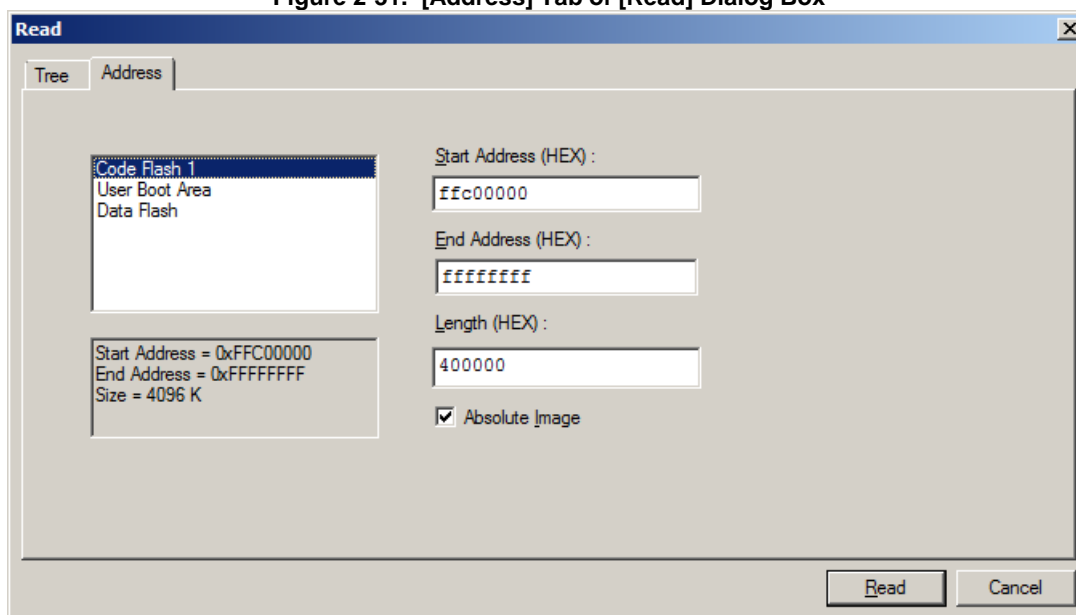 Figure 2-31. [Address] Tab of [Read] Dialog Box
Read
Tree
Address
Code Flash 1
User Boot Area
Data Flash
Start Address = 0xFFC00000
End Address = 0xFFFFFFFF
Size = 4096 K
Start Address (HEX) :
ffc00000
End Address (HEX) :
ffffffff
Length (HEX) :
400000
Absolute Image
Read
Cancel